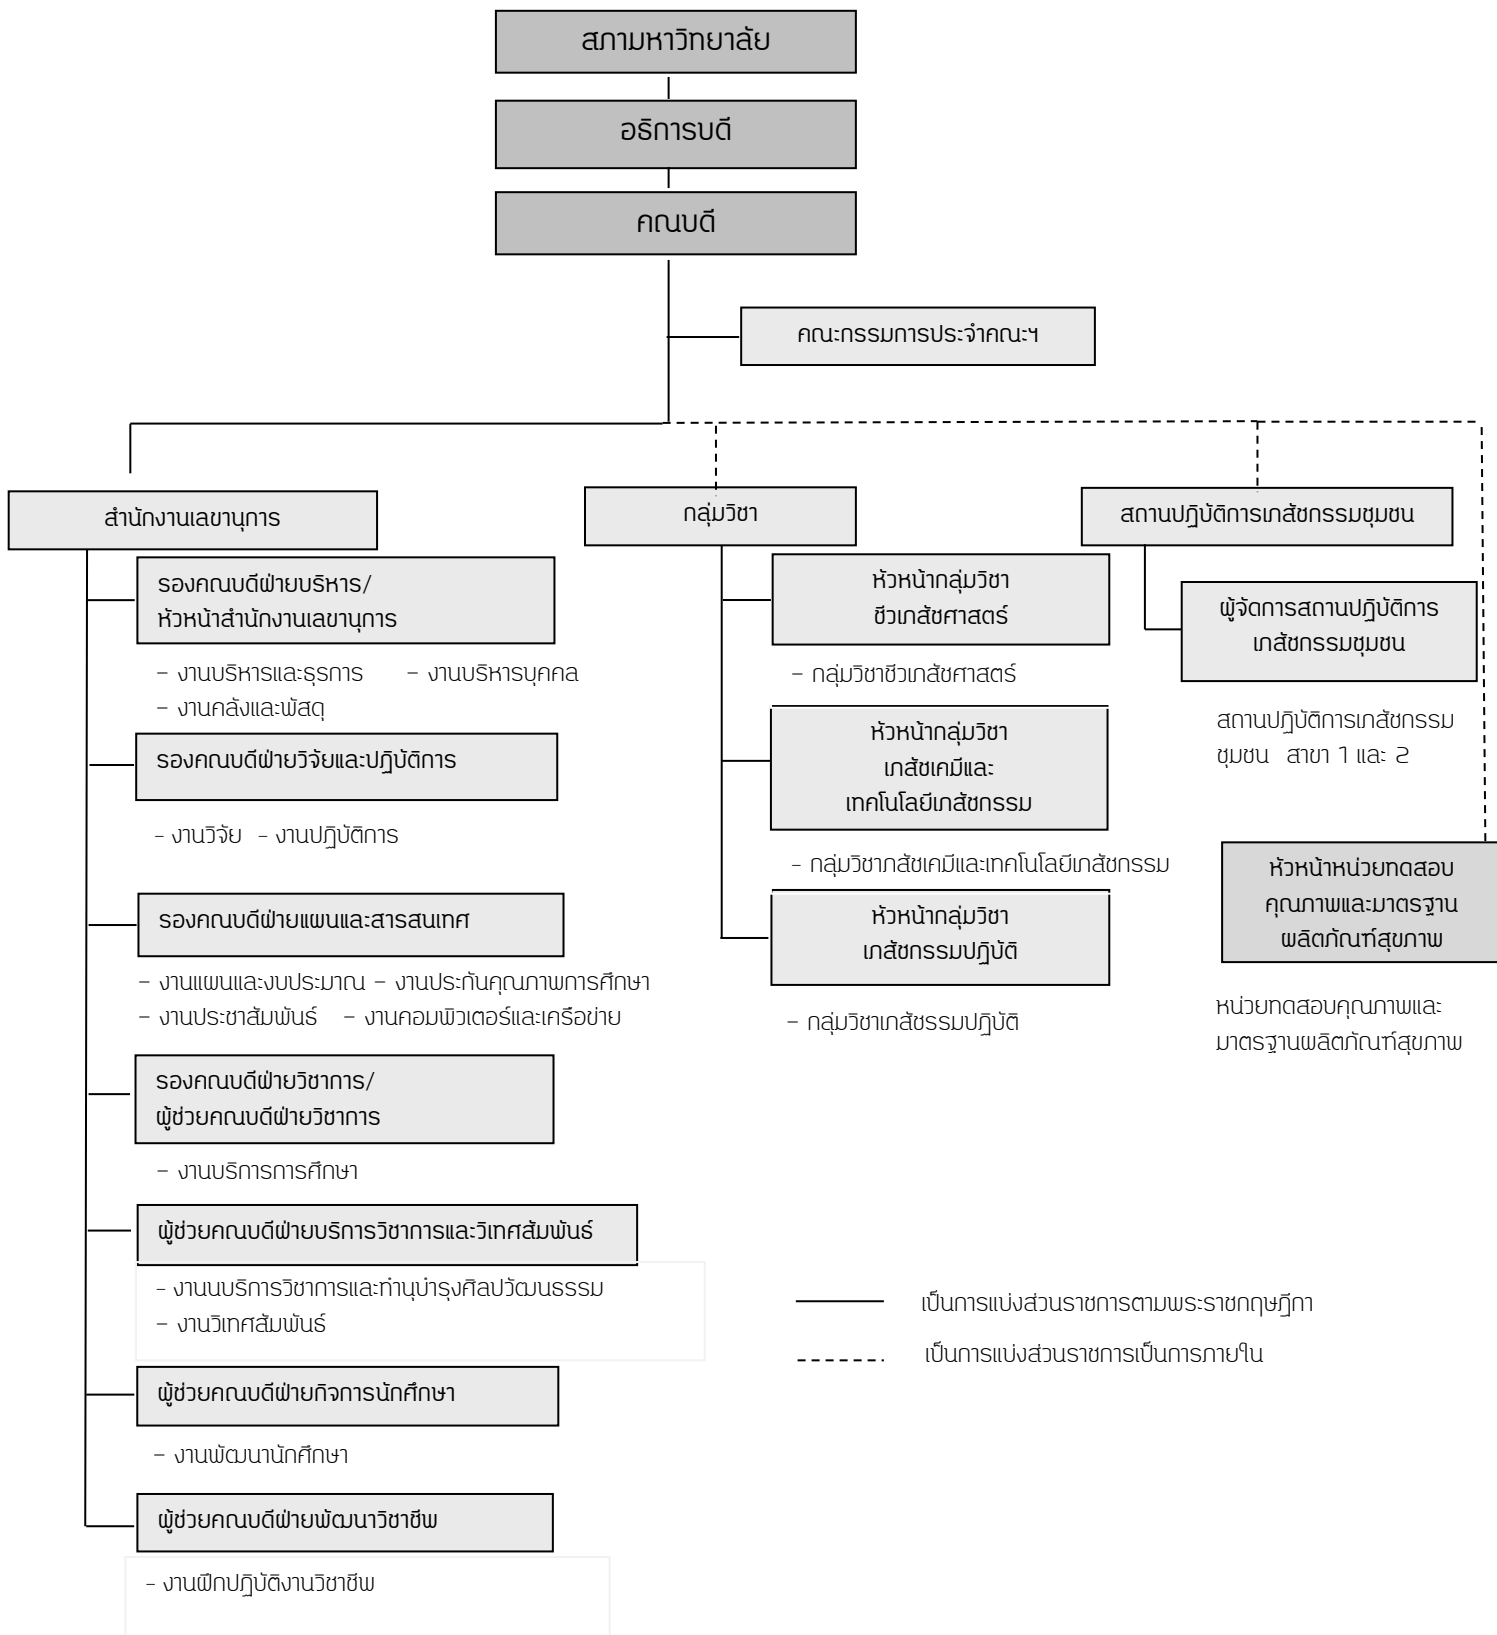 สภามหาวิทยาลัย
อธิการบดี
คณบดี
คณะกรรมการประจำคณะฯ
สำนักงานเลขานุการ
รองคณบดีฝ่ายบริหาร/
หัวหน้าสำนักงานเลขานุการ
– งานบริหารและธุรการ – งานบริหารบุคคล
– งานคลังและพัสดุ
รองคณบดีฝ่ายวิจัยและปฏิบัติการ
– งานวิจัย – งานปฏิบัติการ
รองคณบดีฝ่ายแผนและสารสนเทศ
– งานแผนและงบประมาณ – งานประกันคุณภาพการศึกษา
– งานประชาสัมพันธ์ – งานคอมพิวเตอร์และเครือข่าย
รองคณบดีฝ่ายวิชาการ/
ผู้ช่วยคณบดีฝ่ายวิชาการ
– งานบริการการศึกษา
ผู้ช่วยคณบดีฝ่ายบริการวิชาการและวิเทศสัมพันธ์
– งานนบริการวิชาการและทำนุบำรุงศิลปวัฒนธรรม
– งานวิเทศสัมพันธ์
ผู้ช่วยคณบดีฝ่ายกิจการนักศึกษา
– งานพัฒนานักศึกษา
ผู้ช่วยคณบดีฝ่ายพัฒนาวิชาชีพ
– งานฝึกปฏิบัติงานวิชาชีพ
กลุ่มวิชา
หัวหน้ากลุ่มวิชา
ชีวเภสัชศาสตร์
– กลุ่มวิชาชีวเภสัชศาสตร์
หัวหน้ากลุ่มวิชา
เภสัชเคมีและ
เทคโนโลยีเภสัชกรรม
– กลุ่มวิชาภสัชเคมีและเทคโนโลยีเภสัชกรรม
หัวหน้ากลุ่มวิชา
เภสัชกรรมปฏิบัติ
– กลุ่มวิชาเภสัชรรมปฏิบัติ
สถานปฏิบัติการเภสัชกรรมชุมชน
ผู้จัดการสถานปฏิบัติการ
เภสัชกรรมชุมชน
สถานปฏิบัติการเภสัชกรรม
ชุมชน สาขา 1 และ 2
หัวหน้าหน่วยทดสอบ
คุณภาพและมาตรฐาน
ผลิตภัณฑ์สุขภาพ
หน่วยทดสอบคุณภาพและ
มาตรฐานผลิตภัณฑ์สุขภาพ
เป็นการแบ่งส่วนราชการตามพระราชกฤษฎีกา
เป็นการแบ่งส่วนราชการเป็นการภายใน